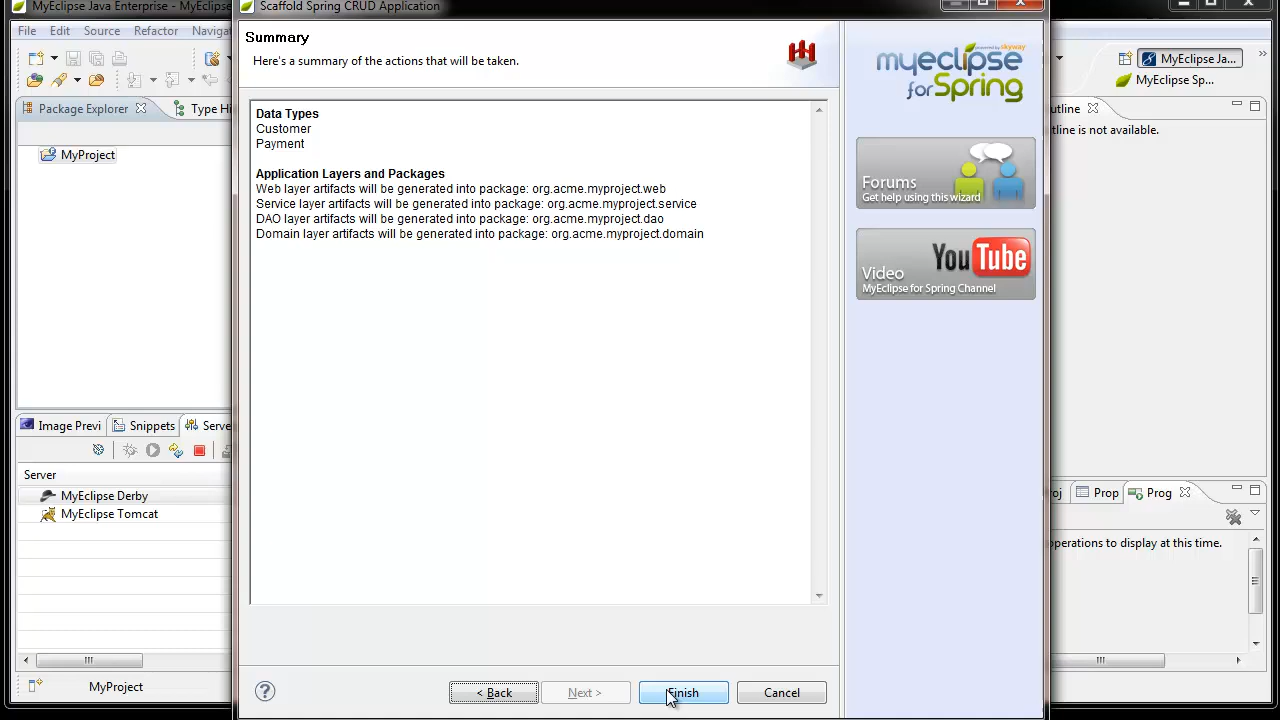 MyEclipse Java Enterprise - MyEclipse
Scaffold Spring CRUD Application
File Edit Source Refactor Naviga
MyEclipse Ja...
MyEclipse Sp...
Package Explorer
Type Hi
MyProject
Summary
Here's a summary of the actions that will be taken.
Data Types
Customer
Payment
Application Layers and Packages
Web layer artifacts will be generated into package: org.acme.myproject.web
Service layer artifacts will be generated into package: org.acme.myproject.service
DAO layer artifacts will be generated into package: org.acme.myproject.dao
Domain layer artifacts will be generated into package: org.acme.myproject.domain
powered by skyway
myeclipse
for Spring
Forums
Get help using this wizard
YouTube
Video
MyEclipse for Spring Channel
utline
tline is not available.
Image Previ
Snippets
Serve
Server
MyEclipse Derby
MyEclipse Tomcat
MyProject
oj
Prop
Prog
operations to display at this time.
?
< Back
Next >
Finish
Cancel